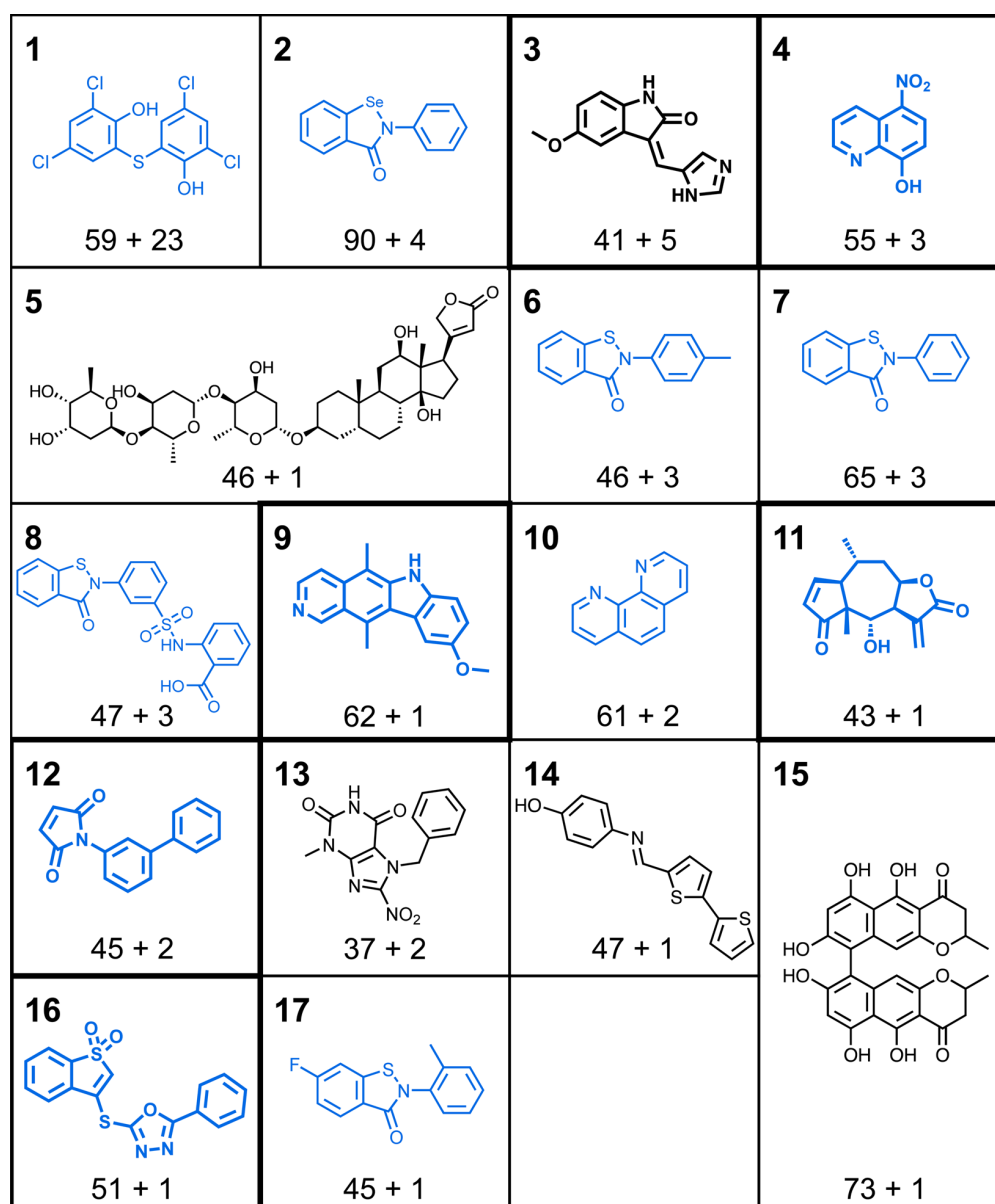 1 2 3 4
Cl OH Cl
Cl S Cl
OH
Se
N
O
H
N
O
O
HN N
NO2
N
OH
59 + 23 90 + 4 41 + 5 55 + 3
5 6 7
O O
OH
OH
OH
HO HO O O
HO O O O O O
S
N
O
S
N
O
46 + 1 46 + 3 65 + 3
8 9 10 11
S
N
O
O S O
NH
HO O
H
N
N
O
N
N
O
O
O
OH
47 + 3 62 + 1 61 + 2 43 + 1
12 13 14 15
O
N
O
NH
O O
N
N
N
NO2
HO
N
S
S
OH OH O
HO O
HO O
OH OH O
45 + 2 37 + 2 47 + 1
16 17
O O
S
S
O
N N
F
S
N
O
51 + 1 45 + 1 73 + 1